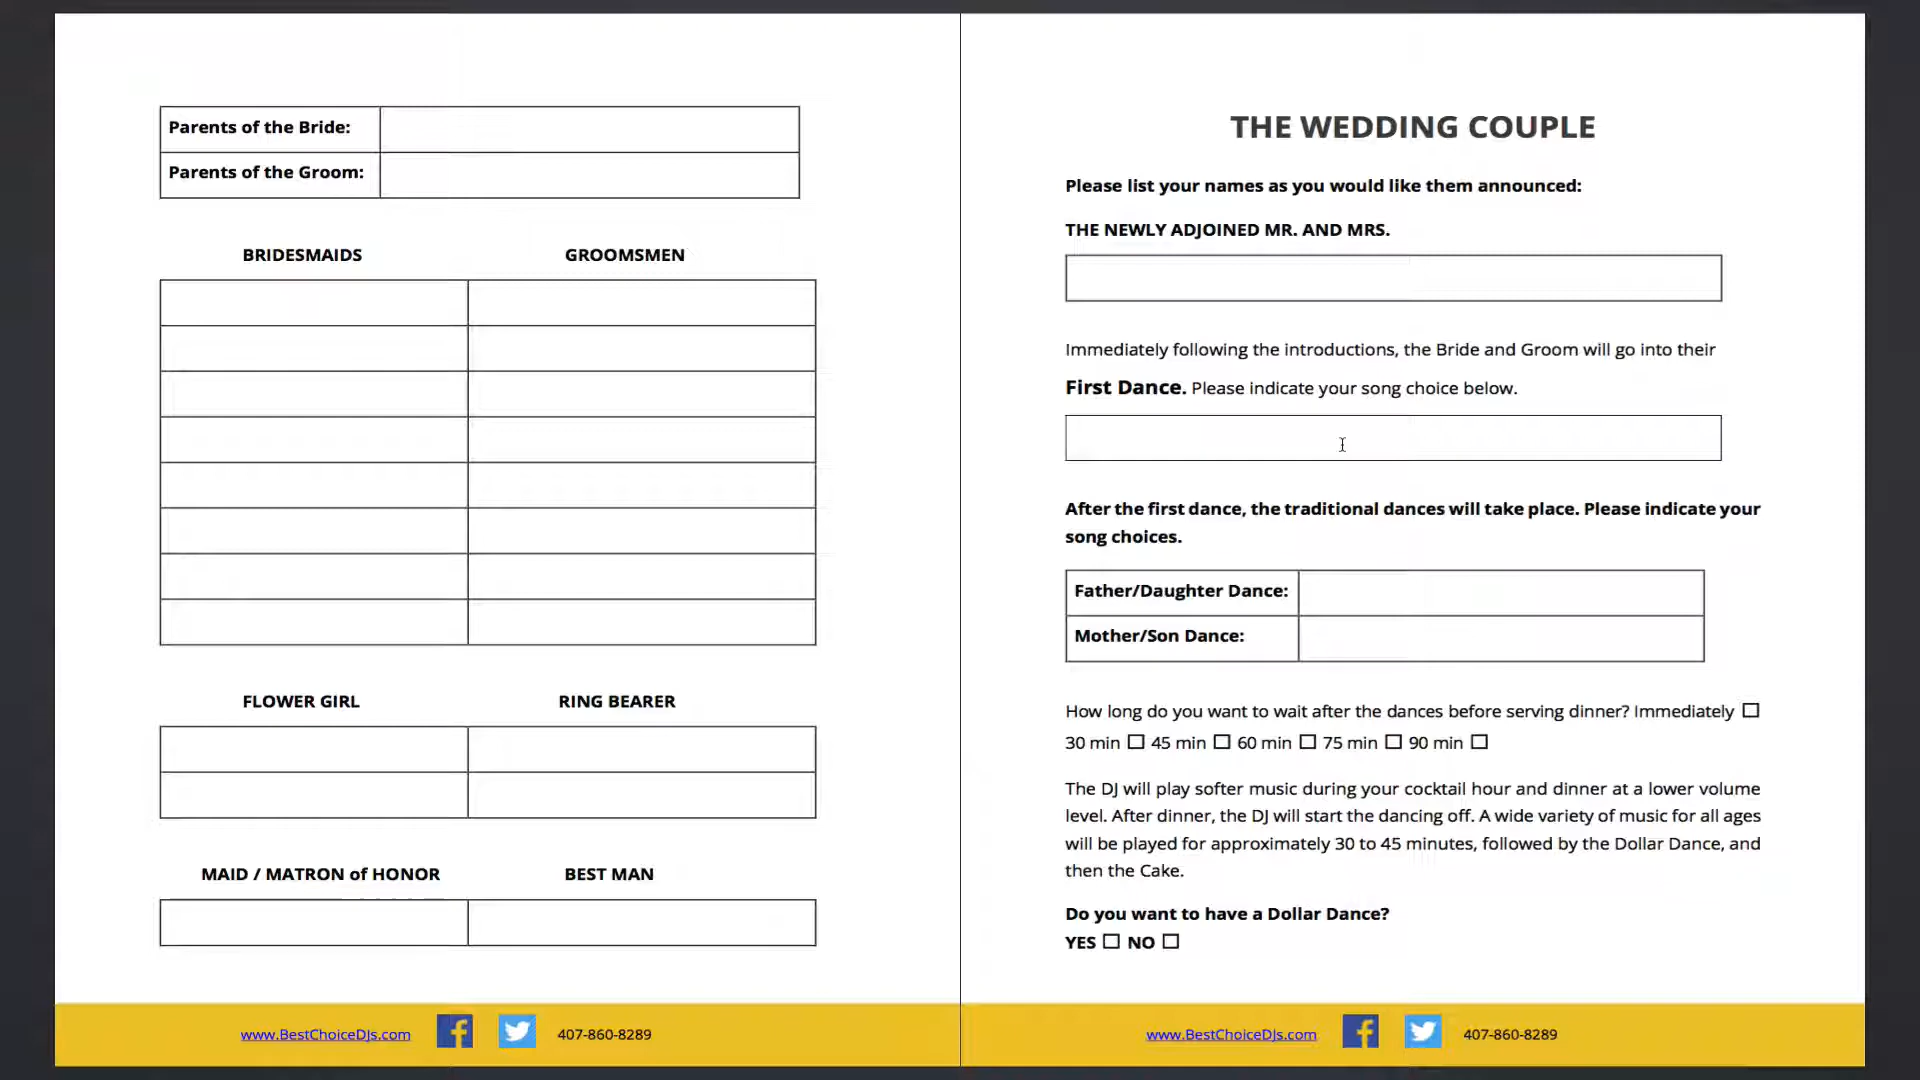 Parents of the Bride:
Parents of the Groom:
BRIDESMAIDS GROOMSMEN
FLOWER GIRL RING BEARER
MAID / MATRON of HONOR BEST MAN
www.BestChoiceDJs.com 407-860-8289
THE WEDDING COUPLE
Please list your names as you would like them announced:
THE NEWLY ADJOINED MR. AND MRS.
Immediately following the introductions, the Bride and Groom will go into their
First Dance. Please indicate your song choice below.
After the first dance, the traditional dances will take place. Please indicate your
song choices.
Father/Daughter Dance:
Mother/Son Dance:
How long do you want to wait after the dances before serving dinner? Immediately ☐
30 min ☐ 45 min ☐ 60 min ☐ 75 min ☐ 90 min ☐
The DJ will play softer music during your cocktail hour and dinner at a lower volume
level. After dinner, the DJ will start the dancing off. A wide variety of music for all ages
will be played for approximately 30 to 45 minutes, followed by the Dollar Dance, and
then the Cake.
Do you want to have a Dollar Dance?
YES ☐ NO ☐
www.BestChoiceDJs.com 407-860-8289